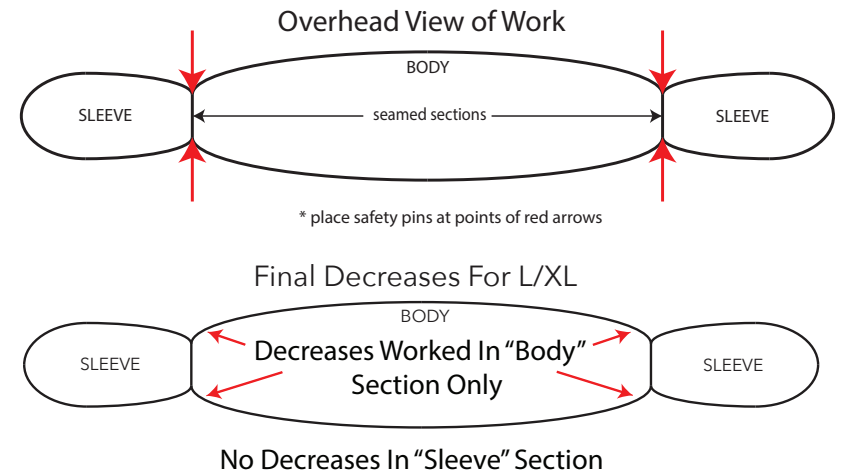 Overhead View of Work
BODY
SLEEVE
seamed sections
SLEEVE
* place safety pins at points of red arrows
Final Decreases For L/XL
BODY
SLEEVE
Decreases Worked In “Body”
Section Only
SLEEVE
No Decreases In “Sleeve” Section